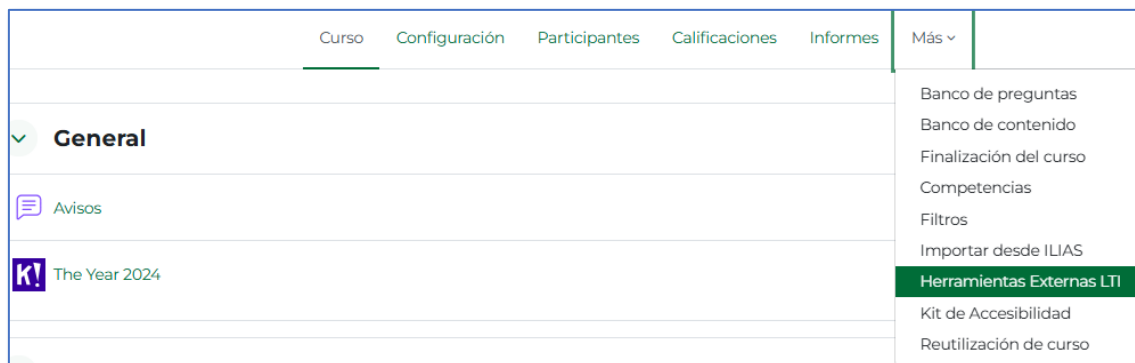 Curso Configuración Participantes Calificaciones Informes Más
Banco de preguntas
Banco de contenido
General
Finalización del curso
Competencias
Avisos
Filtros
Importar desde ILIAS
K! The Year 2024
Herramientas Externas LTI
Kit de Accesibilidad
Reutilización de curso